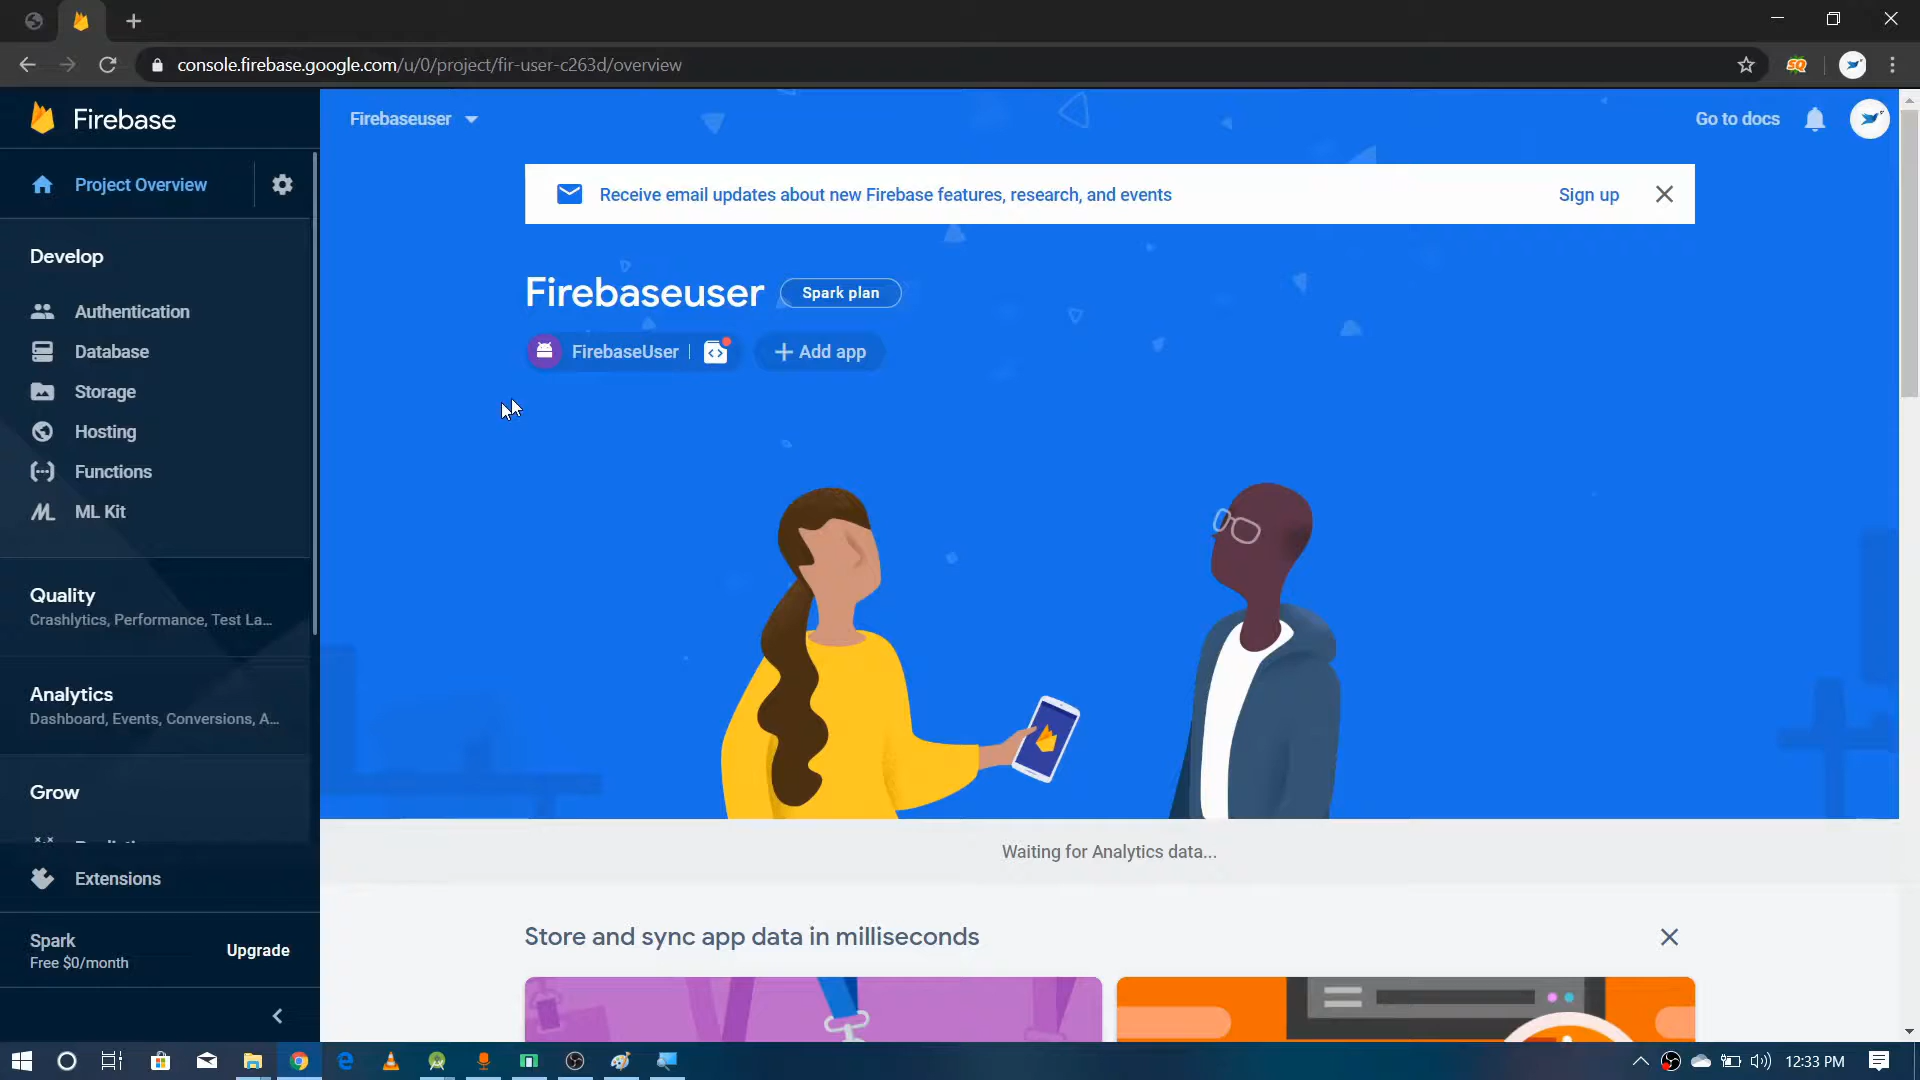 console.firebase.google.com/u/0/project/fir-user-c263d/overview
SQ
Firebase
Firebaseuser
Go to docs
Project Overview
Receive email updates about new Firebase features, research, and events
Sign up
Develop
Firebaseuser
Spark plan
Authentication
FirebaseUser
Add app
Database
Storage
Hosting
Functions
ML Kit
Quality
Crashlytics, Performance, Test La...
Analytics
Dashboard, Events, Conversions, A...
Grow
Waiting for Analytics data...
Extensions
Store and sync app data in milliseconds
Spark
Free $0/month
Upgrade
12:33 PM